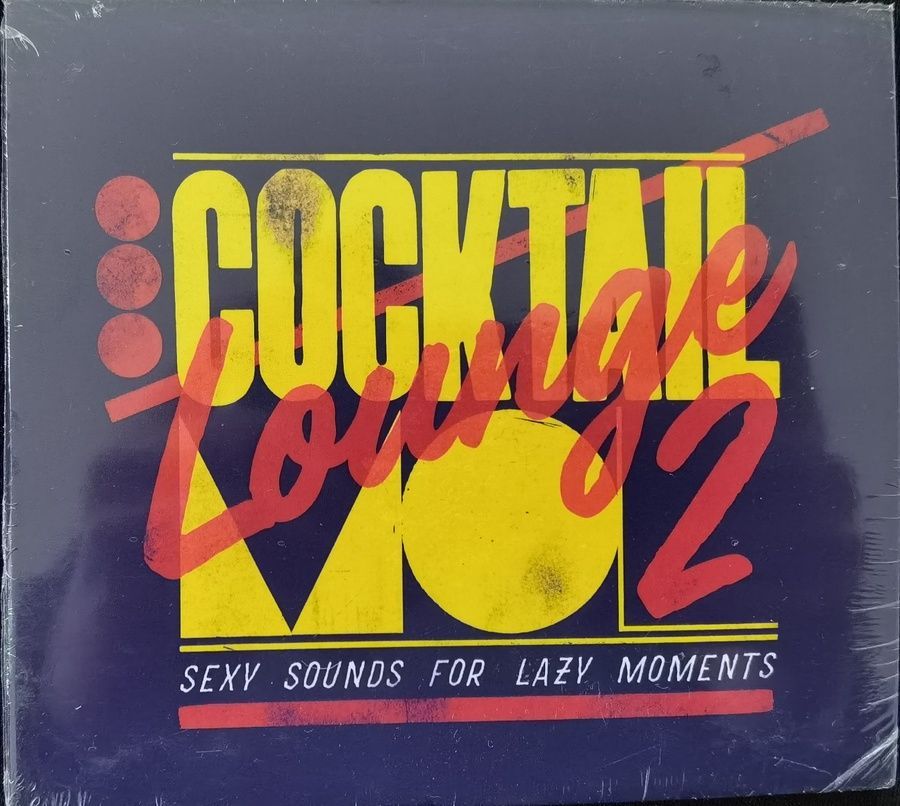 COCKTAIL
Lounge
VOL 2
SEXY SOUNDS FOR LAZY MOMENTS